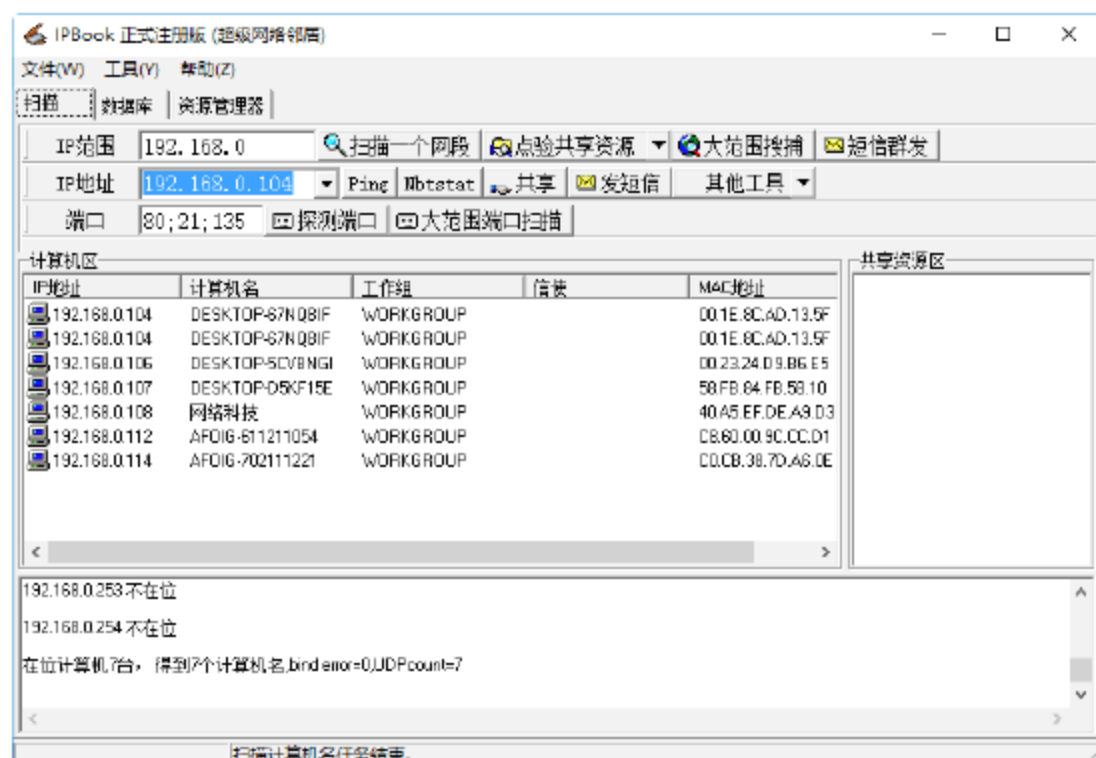 IPBook 正式注册版 (超级网络邻居)
文件(W) 工具(Y) 帮助(Z)
扫描 数据库 资源管理器
IP范围 192.168.0 扫描一个网段 点验共享资源 大范围搜捕 短信群发
IP地址 192.168.0.104 Ping Nbtstat 共享 发短信 其他工具
端口 80;21;135 探测端口 大范围端口扫描
计算机区 共享资源区
IP地址 计算机名 工作组 信使 MAC地址
192.168.0.104 DESKTOP-67NQBIF WORKGROUP 00.1E.8C.AD.13.5F
192.168.0.104 DESKTOP-67NQBIF WORKGROUP 00.1E.8C.AD.13.5F
192.168.0.106 DESKTOP-5CVBNGI WORKGROUP 00.23.24.D9.B6.E5
192.168.0.107 DESKTOP-D5KF15E WORKGROUP 58.FB.84.FB.58.10
192.168.0.108 网络科技 WORKGROUP 40.A5.EF.DE.A9.D3
192.168.0.112 AFOIG-611211054 WORKGROUP C8.60.00.9C.CC.D1
192.168.0.114 AFOIG-702111221 WORKGROUP C0.CB.38.7D.A6.0E
192.168.0.253 不在位
192.168.0.254 不在位
在位计算机7台， 得到7个计算机名,bind error=0,UDPcount=7
扫描计算机名任务结束.